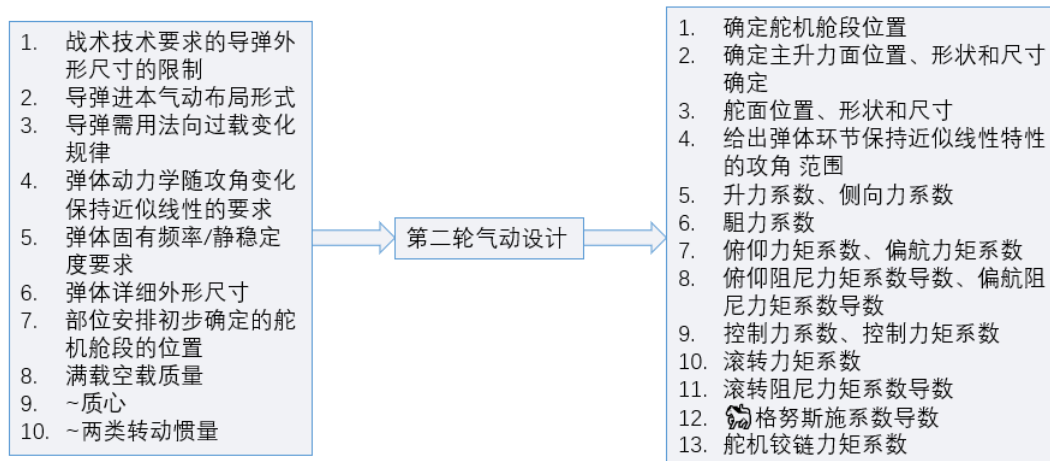 1. 战术技术要求的导弹外
形尺寸的限制
2. 导弹进本气动布局形式
3. 导弹需用法向过载变化
规律
4. 弹体动力学随攻角变化
保持近似线性的要求
5. 弹体固有频率/静稳定
度要求
6. 弹体详细外形尺寸
7. 部位安排初步确定的舵
机舱段的位置
8. 满载空载质量
9. ~质心
10. ~两类转动惯量
第二轮气动设计
1. 确定舵机舱段位置
2. 确定主升力面位置、形状和尺寸
确定
3. 舵面位置、形状和尺寸
4. 给出弹体环节保持近似线性特性
的攻角 范围
5. 升力系数、侧向力系数
6. 駔力系数
7. 俯仰力矩系数、偏航力矩系数
8. 俯仰阻尼力矩系数导数、偏航阻
尼力矩系数导数
9. 控制力系数、控制力矩系数
10. 滚转力矩系数
11. 滚转阻尼力矩系数导数
12. 格努斯施系数导数
13. 舵机铰链力矩系数